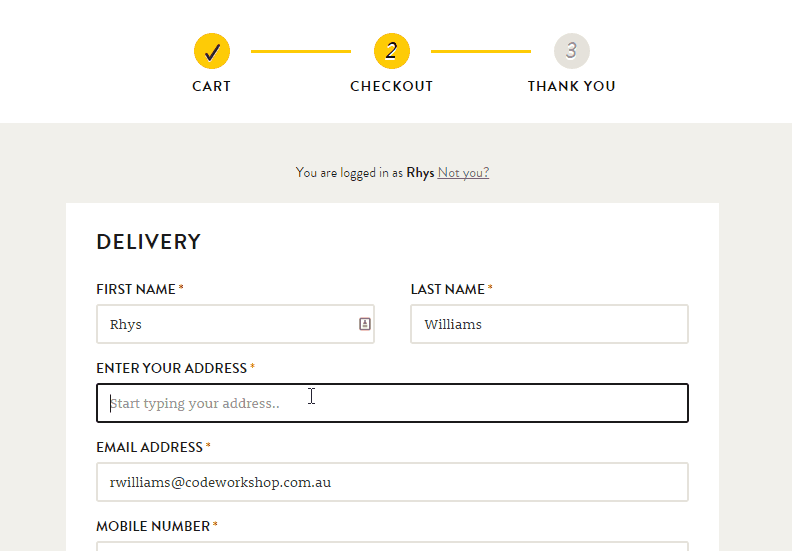 2 3
CART CHECKOUT THANK YOU
You are logged in as Rhys Not you?
DELIVERY
FIRST NAME * LAST NAME *
Rhys Williams
ENTER YOUR ADDRESS *
Start typing your address..
EMAIL ADDRESS *
rwilliams@codeworkshop.com.au
MOBILE NUMBER *